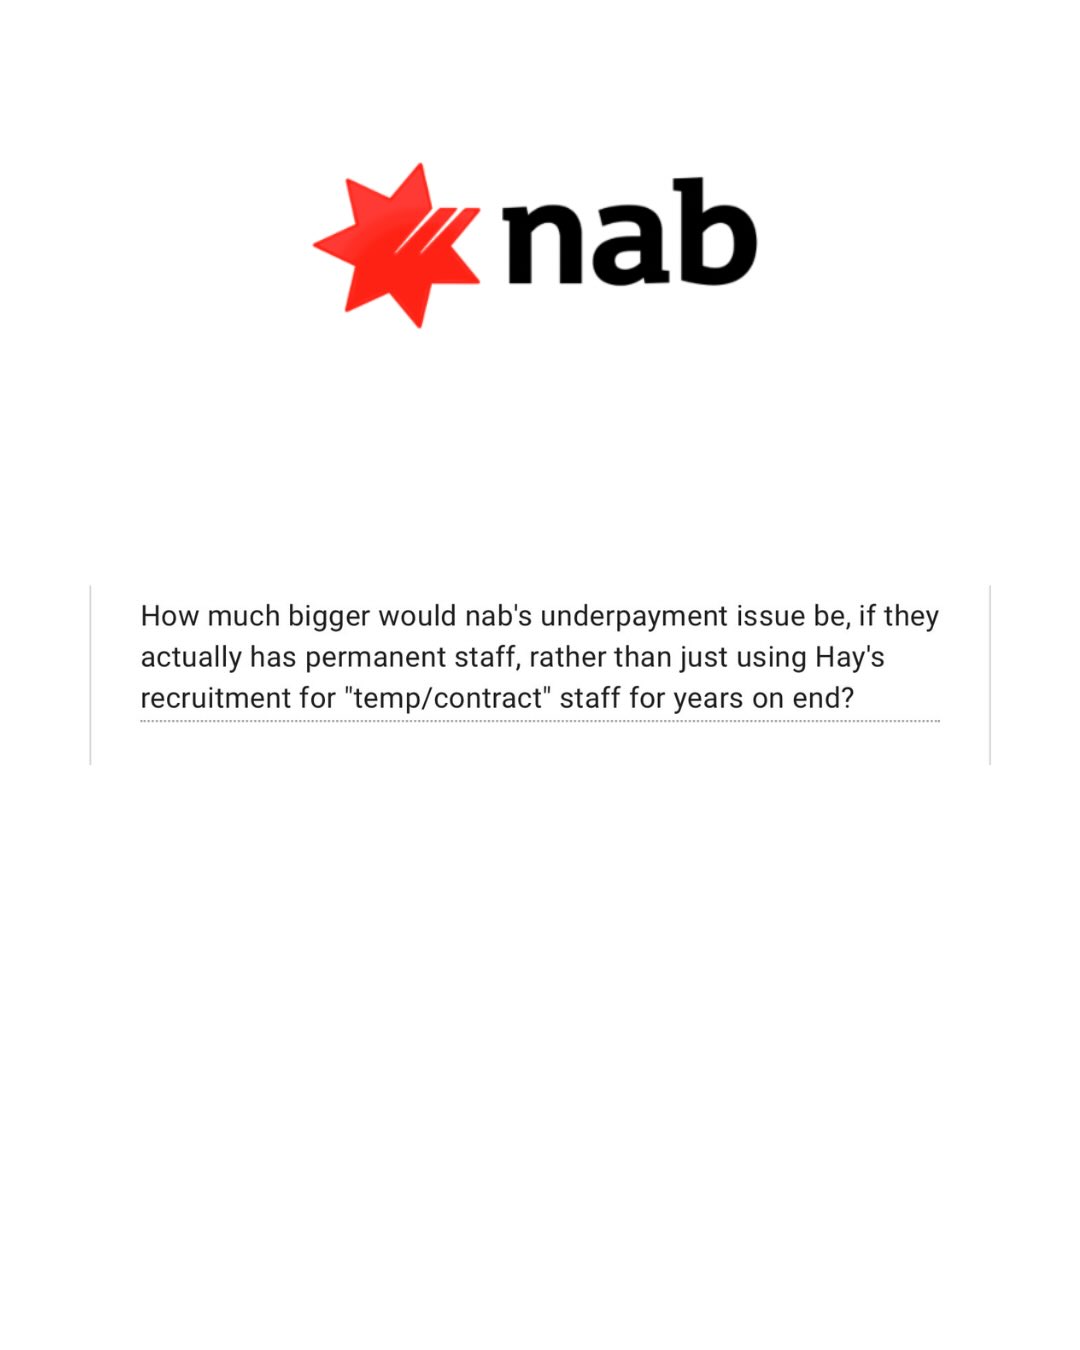 nab
How much bigger would nab's underpayment issue be, if they
actually has permanent staff, rather than just using Hay's
recruitment for "temp/contract" staff for years on end?